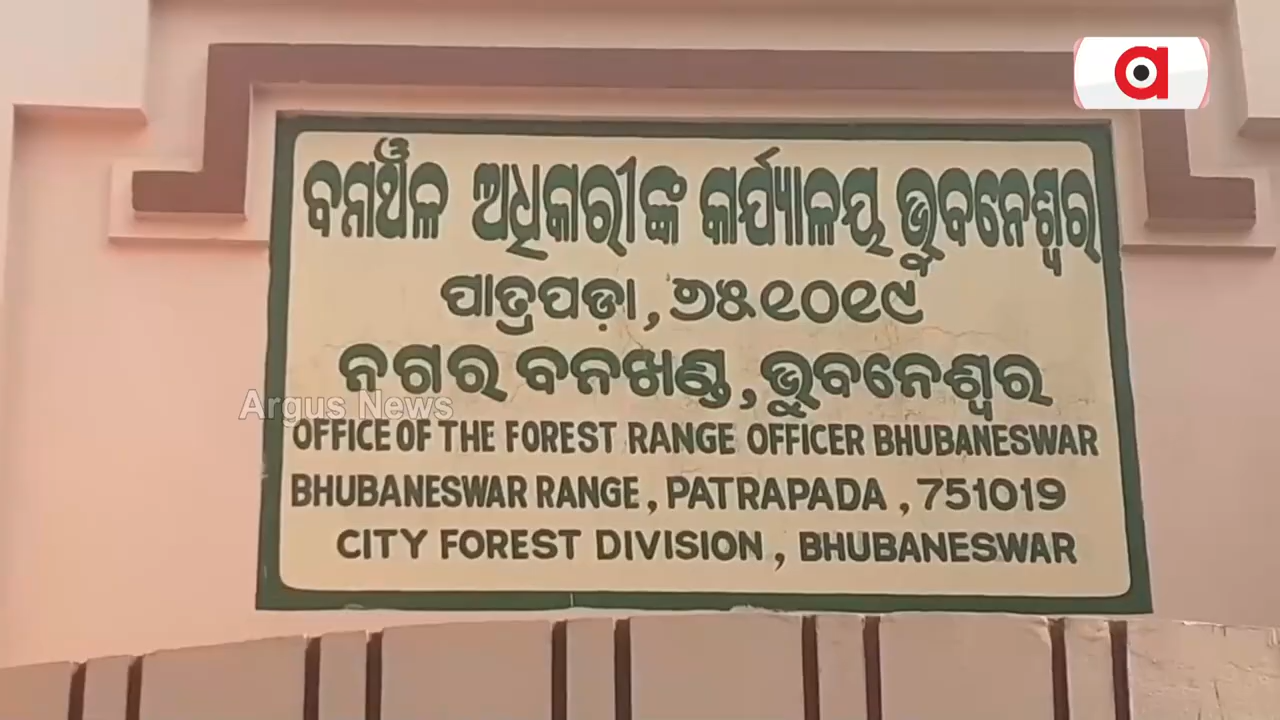 ବନାଞ୍ଚଳ ଅଧିକାରୀଙ୍କ କାର୍ଯ୍ୟାଳୟ ଭୁବନେଶ୍ୱର
ପାତ୍ରପଡ଼ା, ୭୫୧୦୧୯
ନଗର ବନଖଣ୍ଡ, ଭୁବନେଶ୍ୱର
Argus News
OFFICE OF THE FOREST RANGE OFFICER BHUBANESWAR
BHUBANESWAR RANGE, PATRAPADA, 751019
CITY FOREST DIVISION, BHUBANESWAR